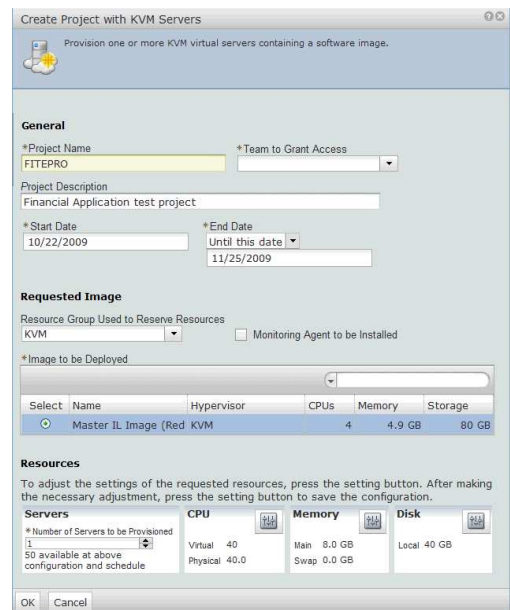 Create Project with KVM Servers
Provision one or more KVM virtual servers containing a software image.
General
*Project Name
*Team to Grant Access
FITEPRO
Project Description
Financial Application test project
*Start Date
*End Date
10/22/2009
Until this date
11/25/2009
Requested Image
Resource Group Used to Reserve Resources
KVM
Monitoring Agent to be Installed
*Image to be Deployed
Select Name Hypervisor CPUs Memory Storage
Master IL Image (Red KVM 4 4.9 GB 80 GB
Resources
To adjust the settings of the requested resources, press the setting button. After making
the necessary adjustment, press the setting button to save the configuration.
Servers
*Number of Servers to be Provisioned
1
50 available at above
configuration and schedule
CPU
Virtual 40
Physical 40.0
Memory
Main 8.0 GB
Swap 0.0 GB
Disk
Local 40 GB
OK Cancel